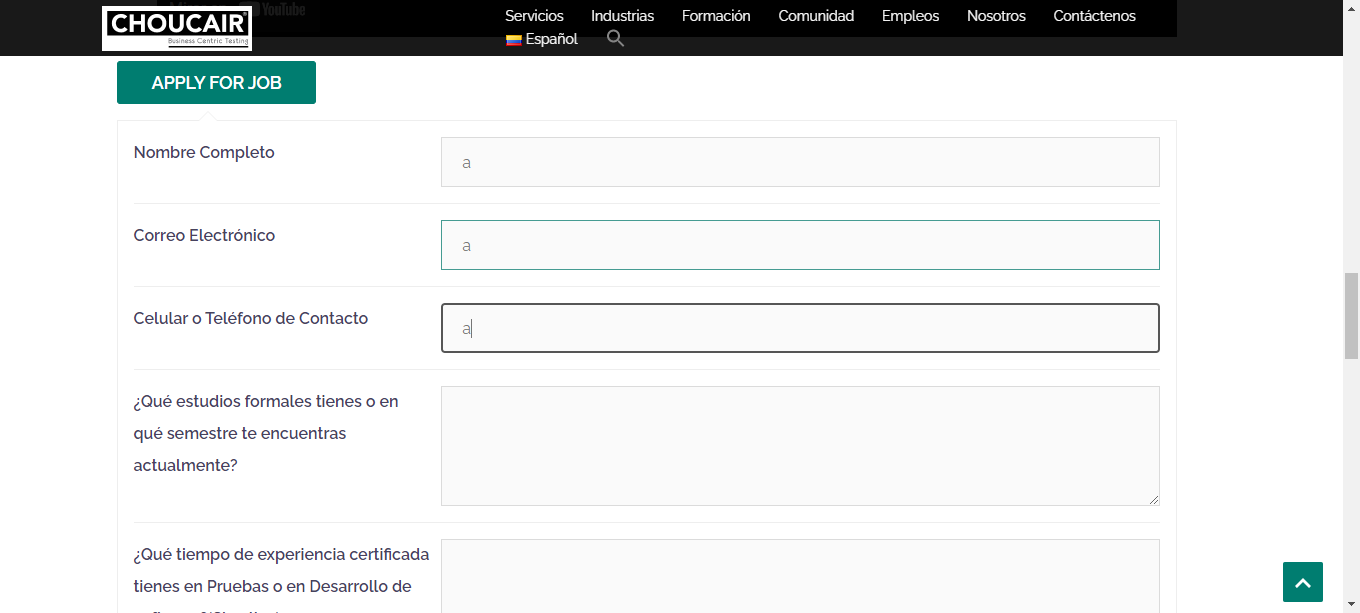 YouTube
CHOUCAIR
Business Centric Testing
Servicios Industrias Formación Comunidad Empleos Nosotros Contáctenos
Español
APPLY FOR JOB
Nombre Completo
a
Correo Electrónico
a
Celular o Teléfono de Contacto
a
¿Qué estudios formales tienes o en
qué semestre te encuentras
actualmente?
¿Qué tiempo de experiencia certificada
tienes en Pruebas o en Desarrollo de